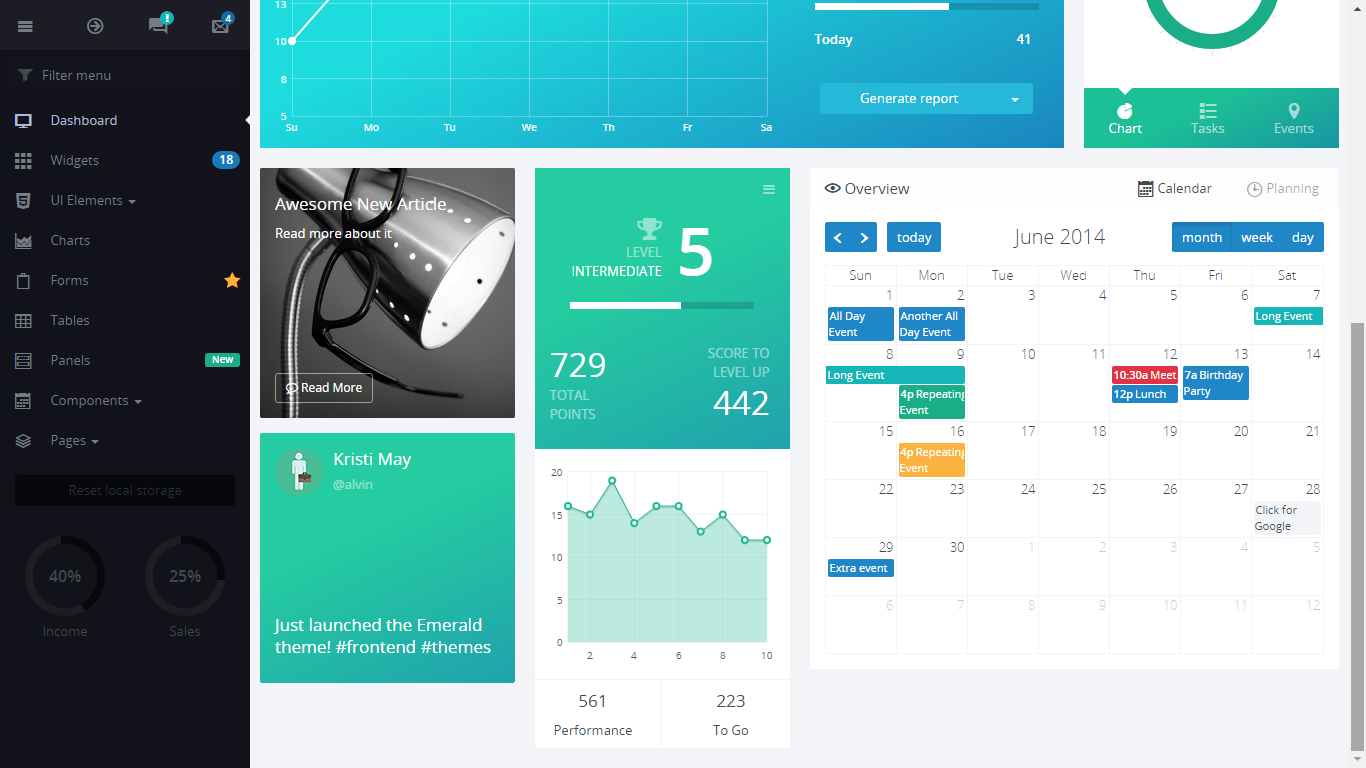 !
4
Filter menu
Dashboard
Widgets
18
UI Elements
Charts
Forms
Tables
Panels
New
Components
Pages
Reset local storage
40%
25%
Income
Sales
13
10
8
5
Su Mo Tu We Th Fr Sa
Today 41
Generate report
Chart Tasks Events
Awesome New Article
Read more about it
Read More
Kristi May
@alvin
Just launched the Emerald
theme! #frontend #themes
LEVEL
INTERMEDIATE
5
729
TOTAL
POINTS
SCORE TO
LEVEL UP
442
20
15
10
5
0
2 4 6 8 10
561
Performance
223
To Go
Overview
Calendar
Planning
today
June 2014
month week day
Sun Mon Tue Wed Thu Fri Sat
1 2 3 4 5 6 7
All Day
Event
Another All
Day Event
Long Event
8 9 10 11 12 13 14
Long Event
4p Repeating
Event
10:30a Meet
12p Lunch
7a Birthday
Party
15 16 17 18 19 20 21
4p Repeating
Event
22 23 24 25 26 27 28
Click for
Google
29 30 1 2 3 4 5
Extra event
6 7 8 9 10 11 12